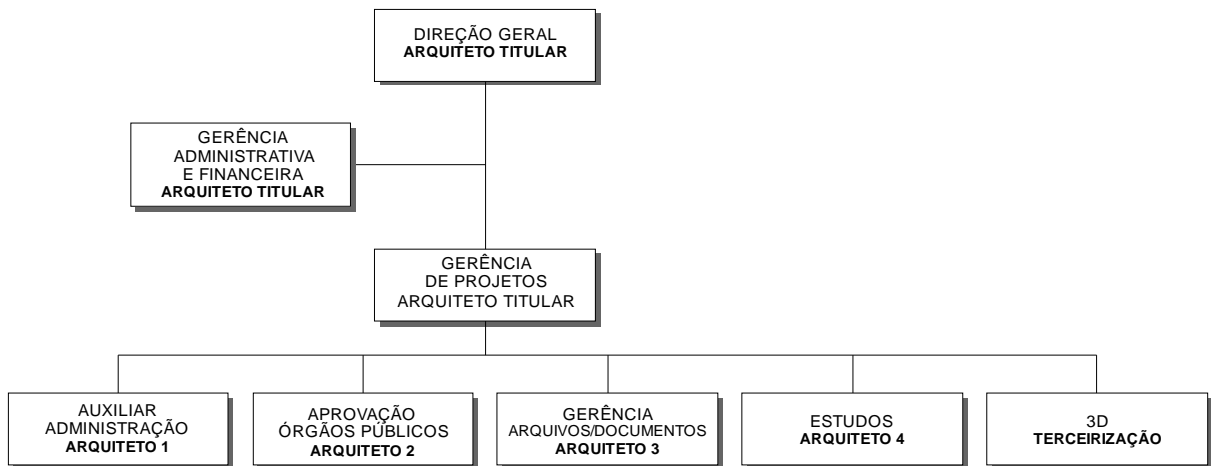 DIREÇÃO GERAL
ARQUITETO TITULAR
GERÊNCIA
ADMINISTRATIVA
E FINANCEIRA
ARQUITETO TITULAR
GERÊNCIA
DE PROJETOS
ARQUITETO TITULAR
AUXILIAR
ADMINISTRAÇÃO
ARQUITETO 1
APROVAÇÃO
ÓRGÃOS PÚBLICOS
ARQUITETO 2
GERÊNCIA
ARQUIVOS/DOCUMENTOS
ARQUITETO 3
ESTUDOS
ARQUITETO 4
3D
TERCEIRIZAÇÃO